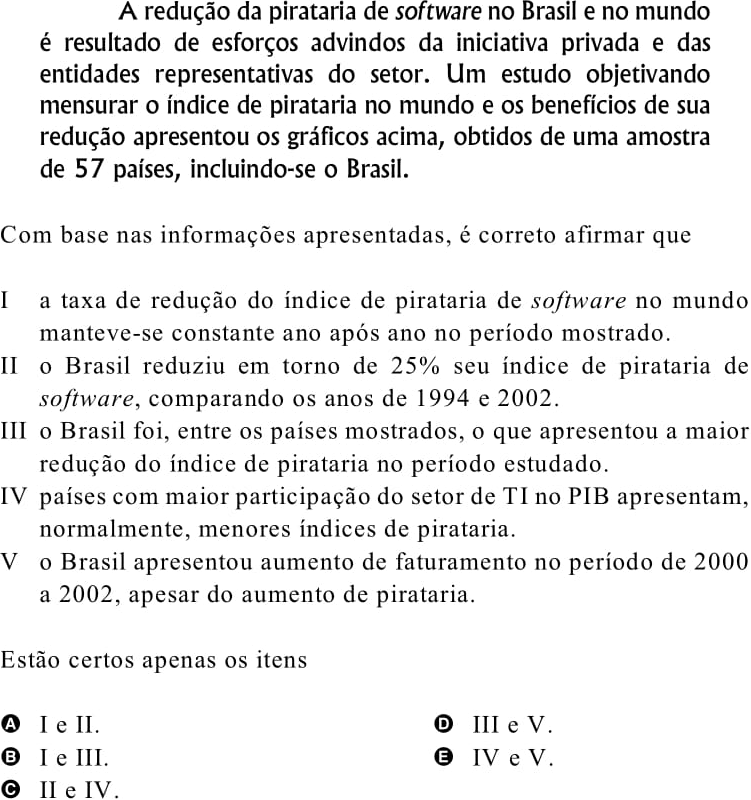 A redução da pirataria de software no Brasil e no mundo
é resultado de esforços advindos da iniciativa privada e das
entidades representativas do setor. Um estudo objetivando
mensurar o índice de pirataria no mundo e os benefícios de sua
redução apresentou os gráficos acima, obtidos de uma amostra
de 57 países, incluindo-se o Brasil.
Com base nas informações apresentadas, é correto afirmar que
I a taxa de redução do índice de pirataria de software no mundo
manteve-se constante ano após ano no período mostrado.
II o Brasil reduziu em torno de 25% seu índice de pirataria de
software, comparando os anos de 1994 e 2002.
III o Brasil foi, entre os países mostrados, o que apresentou a maior
redução do índice de pirataria no período estudado.
IV países com maior participação do setor de TI no PIB apresentam,
normalmente, menores índices de pirataria.
V o Brasil apresentou aumento de faturamento no período de 2000
a 2002, apesar do aumento de pirataria.
Estão certos apenas os itens
A I e II.
B I e III.
C II e IV.
D III e V.
E IV e V.